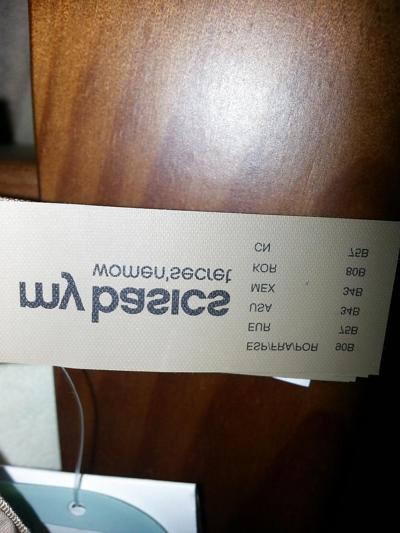 my basics
women'secret
ESP/FRA/POR 90B
EUR 75B
USA 34B
MEX 34B
KOR 80B
CN 75B